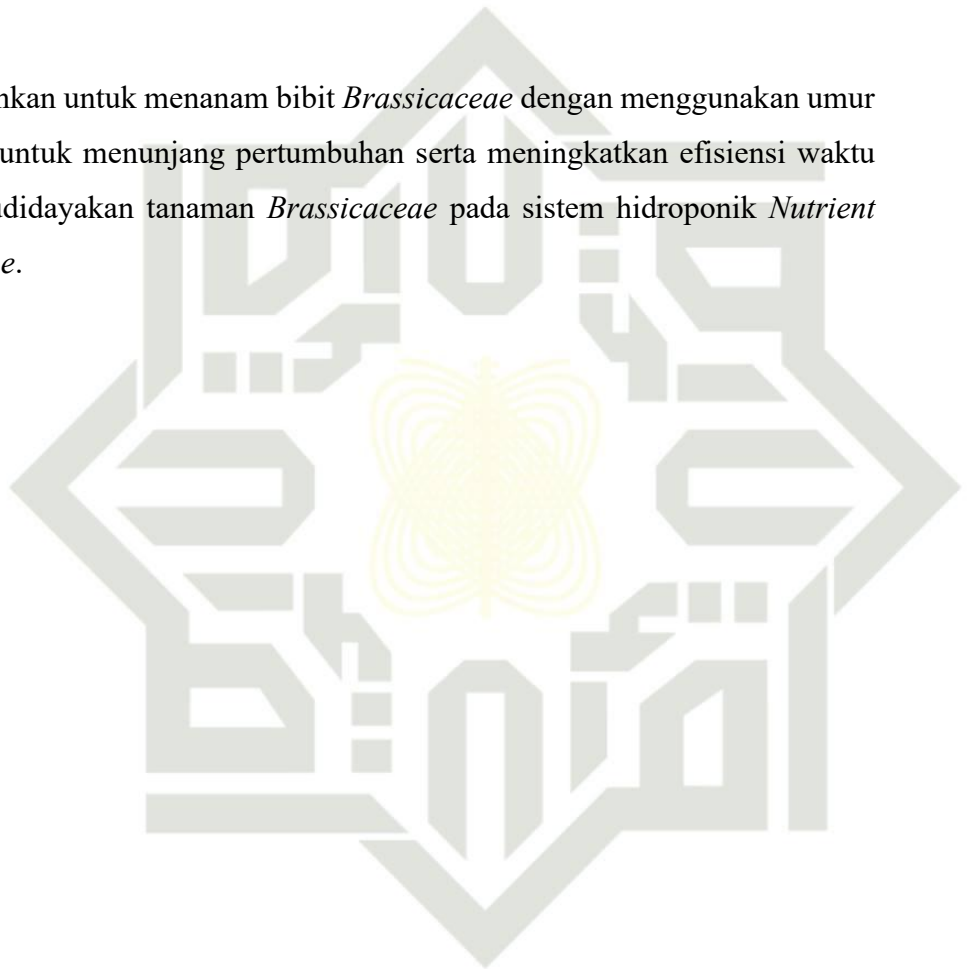 nkan untuk menanam bibit Brassicaceae dengan menggunakan umur
untuk menunjang pertumbuhan serta meningkatkan efisiensi waktu
didayakan tanaman Brassicaceae pada sistem hidroponik Nutrient
e.